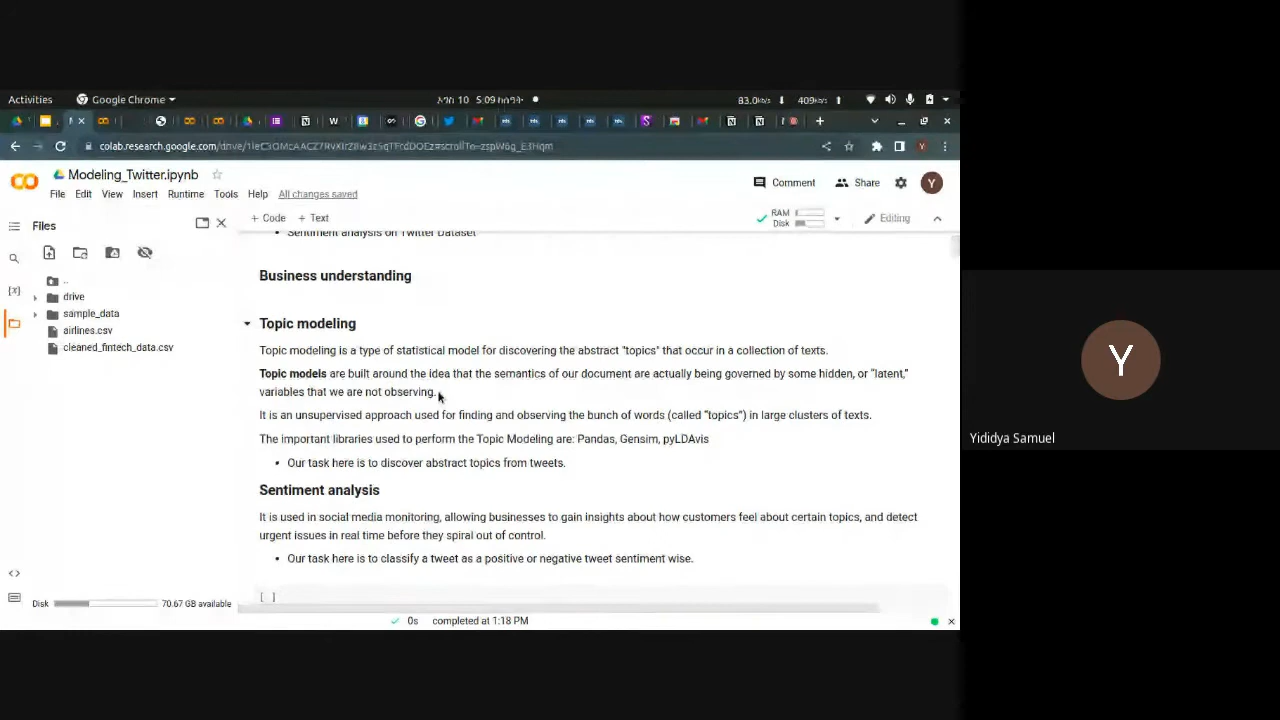 Activities
Google Chrome
83.0kb/s
409kb/s
colab.research.google.com/drive/
Modeling_Twitter.ipynb
Comment
Share
Y
File Edit View Insert Runtime Tools Help All changes saved
Files
+ Code + Text
RAM
Disk
Editing
Sentiment analysis on Twitter Dataset
..
drive
sample_data
airlines.csv
cleaned_fintech_data.csv
Business understanding
Topic modeling
Topic modeling is a type of statistical model for discovering the abstract "topics" that occur in a collection of texts.
Topic models are built around the idea that the semantics of our document are actually being governed by some hidden, or "latent,"
variables that we are not observing.
It is an unsupervised approach used for finding and observing the bunch of words (called "topics") in large clusters of texts.
The important libraries used to perform the Topic Modeling are: Pandas, Gensim, pyLDAvis
• Our task here is to discover abstract topics from tweets.
Sentiment analysis
It is used in social media monitoring, allowing businesses to gain insights about how customers feel about certain topics, and detect
urgent issues in real time before they spiral out of control.
• Our task here is to classify a tweet as a positive or negative tweet sentiment wise.
[ ]
Disk 70.67 GB available
0s completed at 1:18 PM
Y
Yididya Samuel